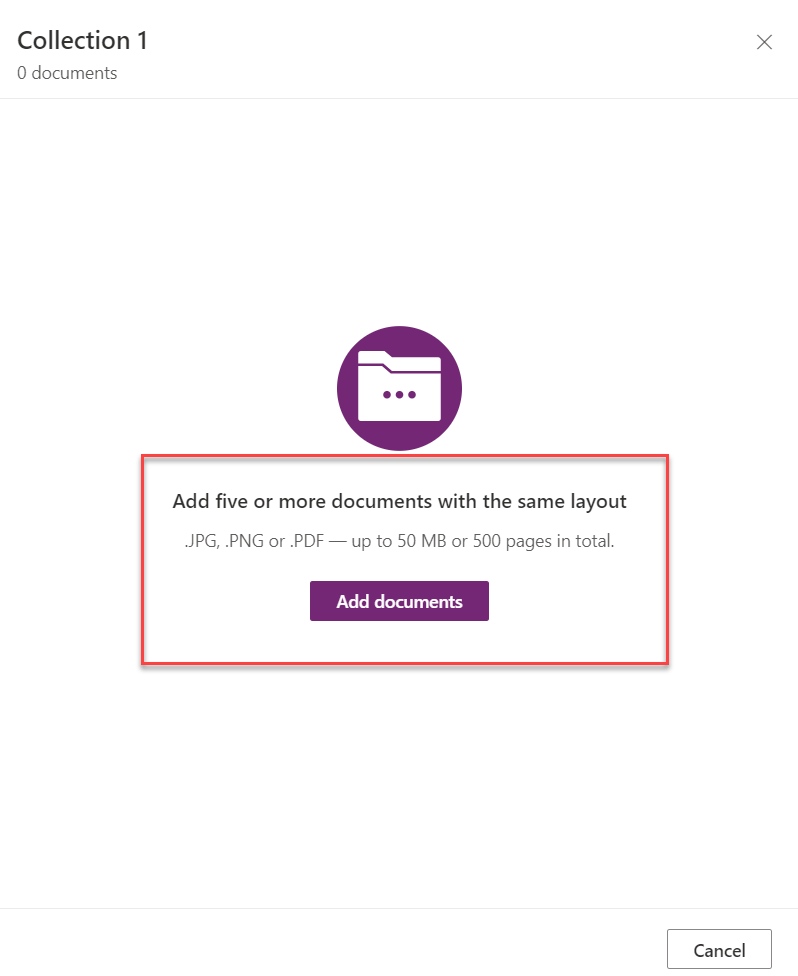 Collection 1
0 documents
Add five or more documents with the same layout
.JPG, .PNG or .PDF — up to 50 MB or 500 pages in total.
Add documents
Cancel